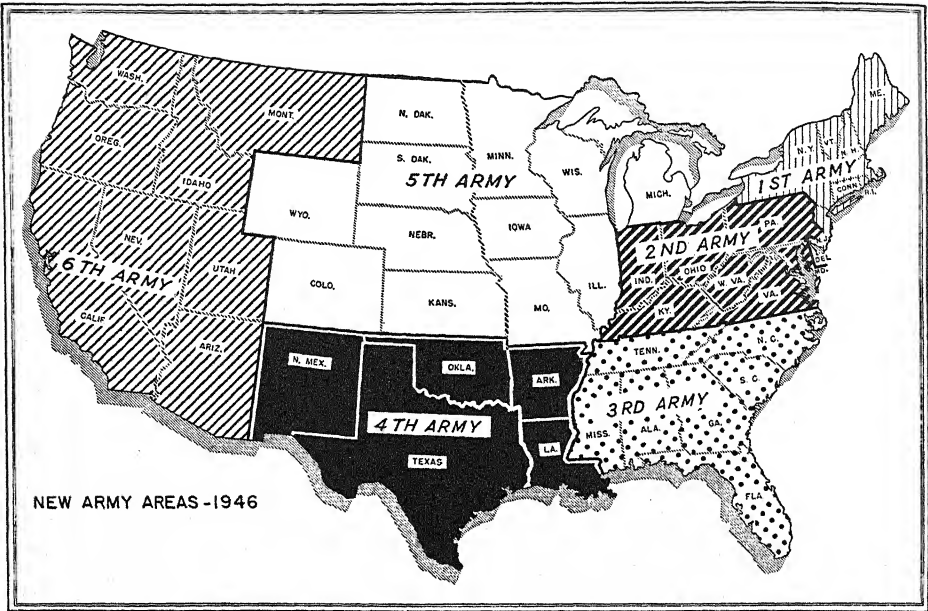 WASH.
MONT.
OREG.
IDAHO
NEV.
UTAH
6TH ARMY
CALIF
ARIZ.
N. DAK.
S. DAK.
MINN.
WIS.
MICH.
5TH ARMY
WYO.
NEBR.
IOWA
COLO.
KANS.
MO.
ILL.
ME.
N.Y.
VT.
N. H.
1ST ARMY
CONN
R.I.
PA.
2ND ARMY
IND.
OHIO
W. VA.
KY.
VA.
DEL
MD.
TENN.
N. C.
S. C.
3RD ARMY
MISS.
ALA.
GA.
FLA
N. MEX.
OKLA.
ARK.
4TH ARMY
TEXAS
LA.
NEW ARMY AREAS-1946